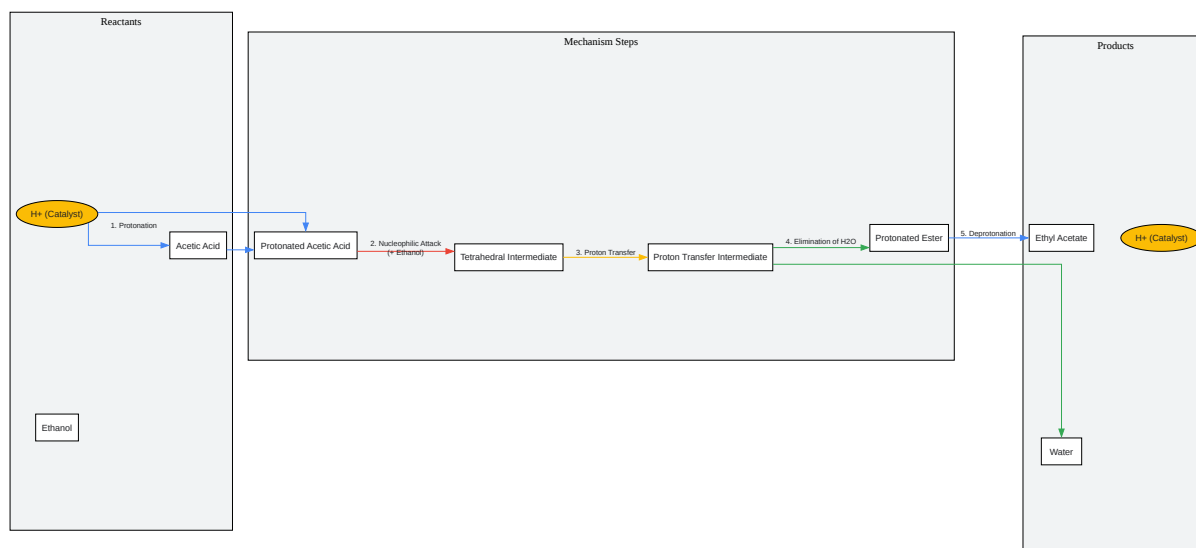 Reactants
Mechanism Steps
Products
H+ (Catalyst)
1. Protonation
Acetic Acid
Protonated Acetic Acid
2. Nucleophilic Attack
(+ Ethanol)
Tetrahedral Intermediate
3. Proton Transfer
Proton Transfer Intermediate
4. Elimination of H2O
Protonated Ester
5. Deprotonation
Ethyl Acetate
H+ (Catalyst)
Ethanol
Water